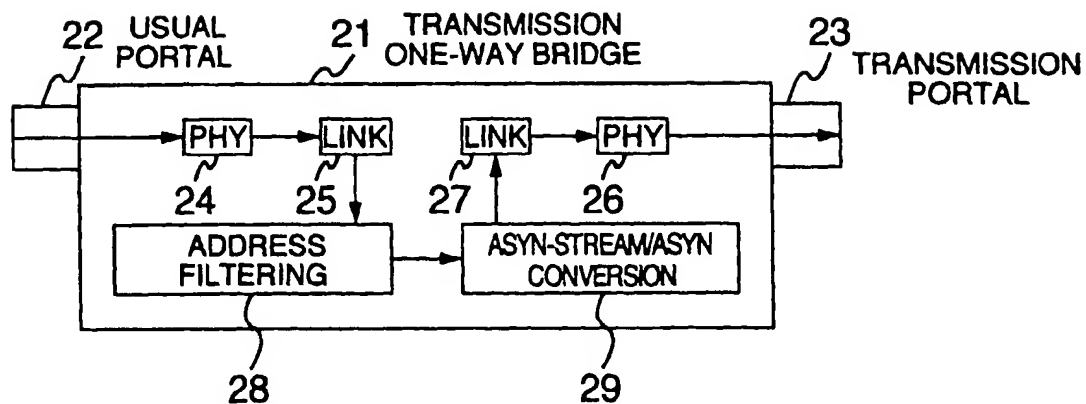 22 USUAL PORTAL
21 TRANSMISSION ONE-WAY BRIDGE
23
TRANSMISSION PORTAL
PHY
LINK
LINK
PHY
24
25
27
26
ADDRESS
FILTERING
ASYN-STREAM/ASYN
CONVERSION
28
29